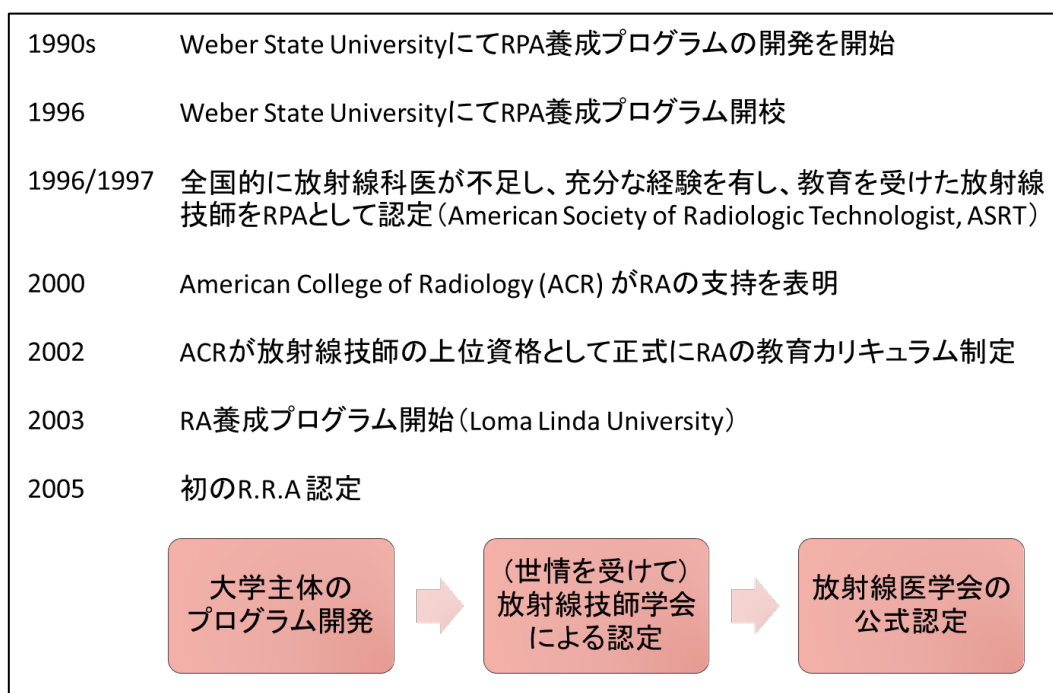 1990s Weber State UniversityにてRPA養成プログラムの開発を開始
1996 Weber State UniversityにてRPA養成プログラム開校
1996/1997 全国的に放射線科医が不足し、充分な経験を有し、教育を受けた放射線
技師をRPAとして認定（American Society of Radiologic Technologist, ASRT）
2000 American College of Radiology (ACR) がRAの支持を表明
2002 ACRが放射線技師の上位資格として正式にRAの教育カリキュラム制定
2003 RA養成プログラム開始（Loma Linda University）
2005 初のR.R.A 認定
大学主体の
プログラム開発
（世情を受けて）
放射線技師学会
による認定
放射線医学会の
公式認定